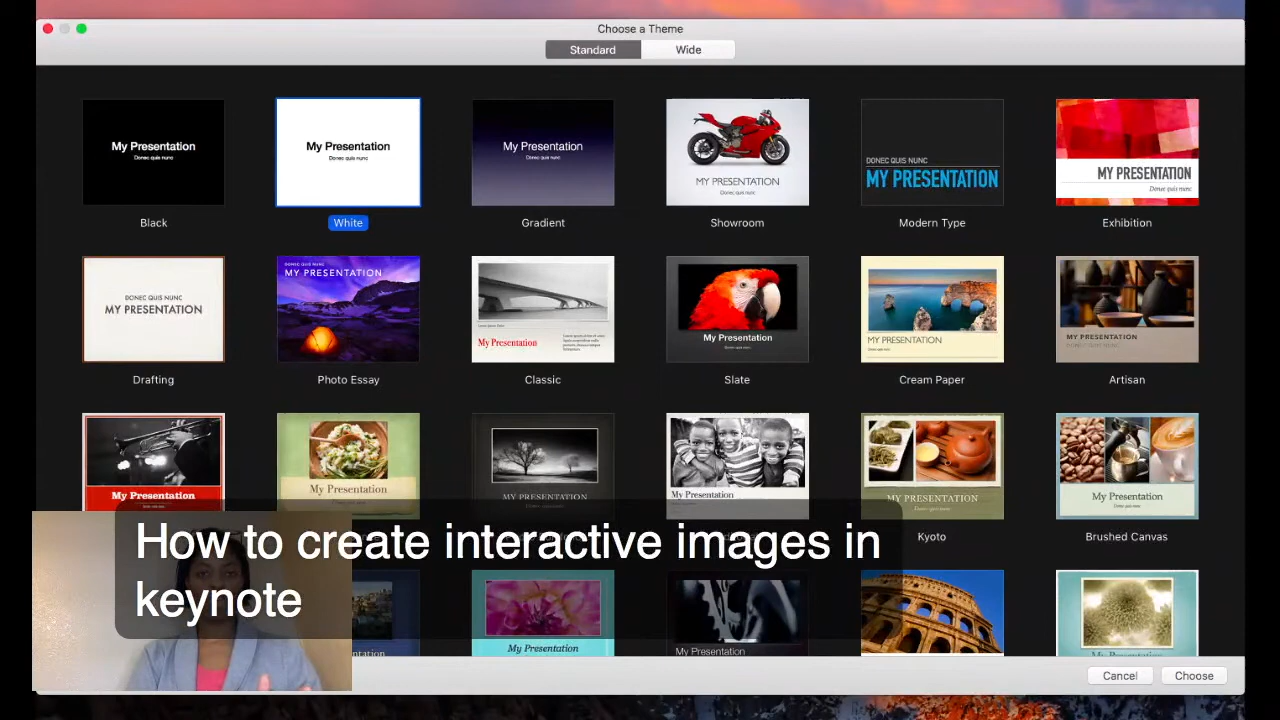 Choose a Theme
Standard
Wide
My Presentation
Donec quis nunc
My Presentation
Donec quis nunc
My Presentation
Donec quis nunc
MY PRESENTATION
Donec quis nunc
DONEC QUIS NUNC
MY PRESENTATION
MY PRESENTATION
Donec quis nunc
Black
White
Gradient
Showroom
Modern Type
Exhibition
DONEC QUIS NUNC
MY PRESENTATION
DONEC QUIS NUNC
MY PRESENTATION
My Presentation
My Presentation
MY PRESENTATION
MY PRESENTATION
Drafting
Photo Essay
Classic
Slate
Cream Paper
Artisan
My Presentation
My Presentation
MY PRESENTATION
My Presentation
MY PRESENTATION
My Presentation
Kyoto
Brushed Canvas
How to create interactive images in
keynote
My Presentation
My Presentation
Cancel
Choose